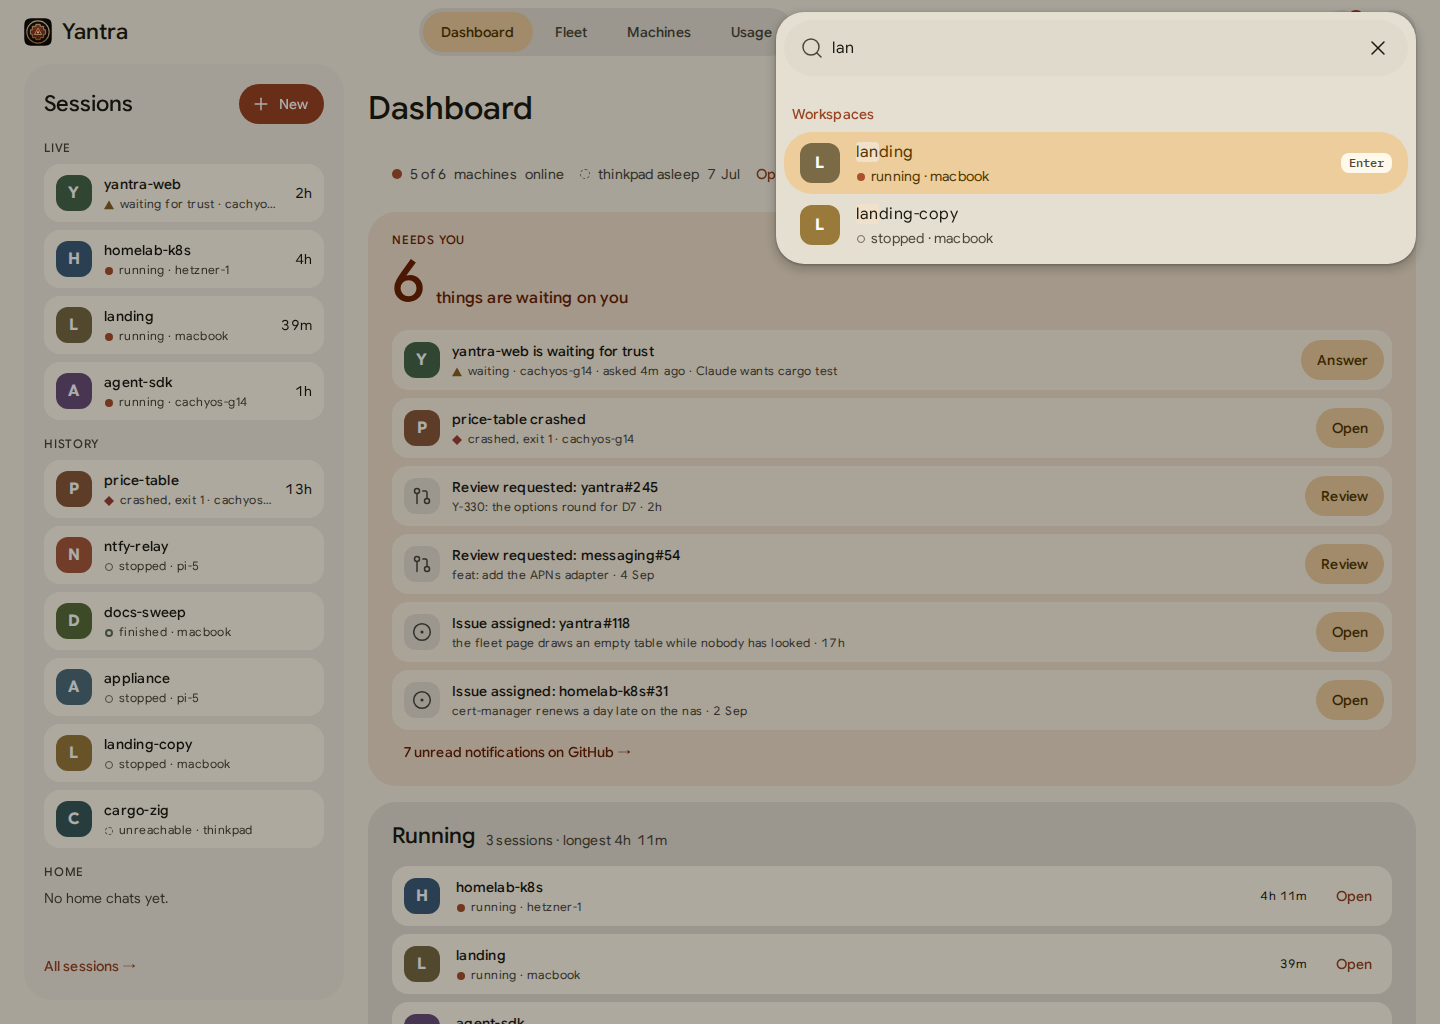 Yantra
Dashboard
Fleet
Machines
Usage
lan
Workspaces
L
landing
running · macbook
Enter
L
landing-copy
stopped · macbook
Sessions
New
LIVE
Y
yantra-web
waiting for trust · cachyo...
2h
H
homelab-k8s
running · hetzner-1
4h
L
landing
running · macbook
39m
A
agent-sdk
running · cachyos-g14
1h
HISTORY
P
price-table
crashed, exit 1 · cachyos...
13h
N
ntfy-relay
stopped · pi-5
D
docs-sweep
finished · macbook
A
appliance
stopped · pi-5
L
landing-copy
stopped · macbook
C
cargo-zig
unreachable · thinkpad
HOME
No home chats yet.
All sessions →
Dashboard
5 of 6 machines online
thinkpad asleep 7 Jul
Op
NEEDS YOU
6 things are waiting on you
Y
yantra-web is waiting for trust
waiting · cachyos-g14 · asked 4m ago · Claude wants cargo test
Answer
P
price-table crashed
crashed, exit 1 · cachyos-g14
Open
Review requested: yantra#245
Y-330: the options round for D7 · 2h
Review
Review requested: messaging#54
feat: add the APNs adapter · 4 Sep
Review
Issue assigned: yantra#118
the fleet page draws an empty table while nobody has looked · 17h
Open
Issue assigned: homelab-k8s#31
cert-manager renews a day late on the nas · 2 Sep
Open
7 unread notifications on GitHub →
Running
3 sessions · longest 4h 11m
H
homelab-k8s
running · hetzner-1
4h 11m
Open
L
landing
running · macbook
39m
Open
agent-sdk